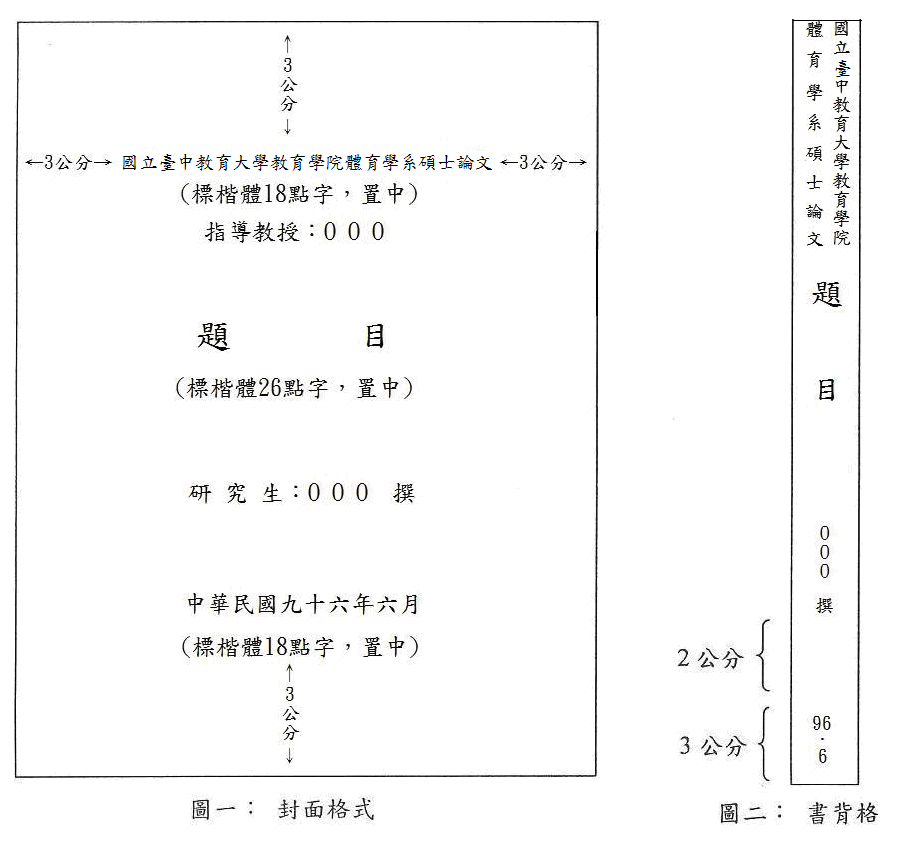 ↑
3
公
分
↓
←3公分→ 國立臺中教育大學教育學院體育學系碩士論文 ←3公分→
(標楷體18點字，置中)
指導教授：０００
題 目
(標楷體26點字，置中)
研 究 生：０００ 撰
中華民國九十六年六月
(標楷體18點字，置中)
↑
3
公
分
↓
圖一： 封面格式
國立臺中教育大學教育學院
體育學系碩士論文
題
目
０００
撰
2 公分
96
．
6
3 公分
圖二： 書背格